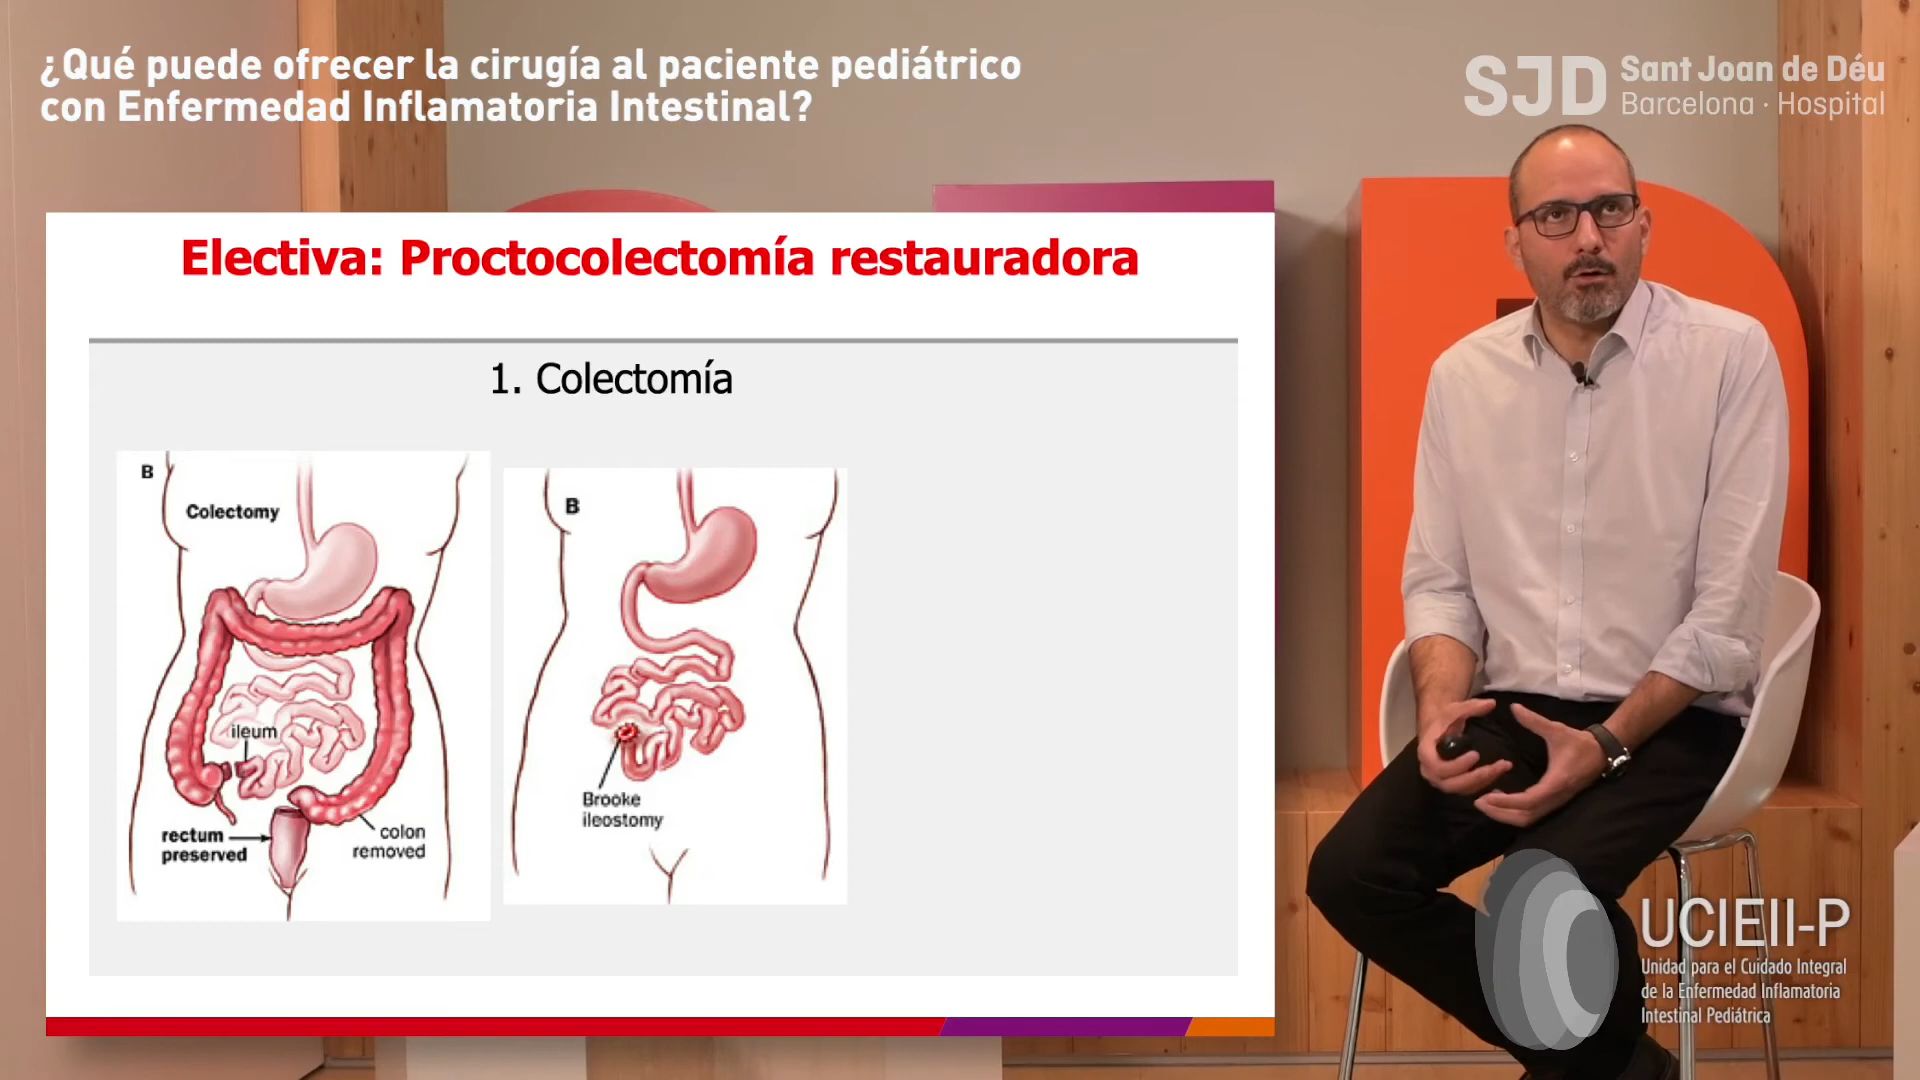 ¿Qué puede ofrecer la cirugía al paciente pediátrico
con Enfermedad Inflamatoria Intestinal?
SJD Sant Joan de Déu
Barcelona · Hospital
Electiva: Proctocolectomía restauradora
1. Colectomía
B
Colectomy
ileum
rectum
preserved
colon
removed
B
Brooke
ileostomy
UCIEII-P
Unidad para el Cuidado Integral
de la Enfermedad Inflamatoria
Intestinal Pediátrica